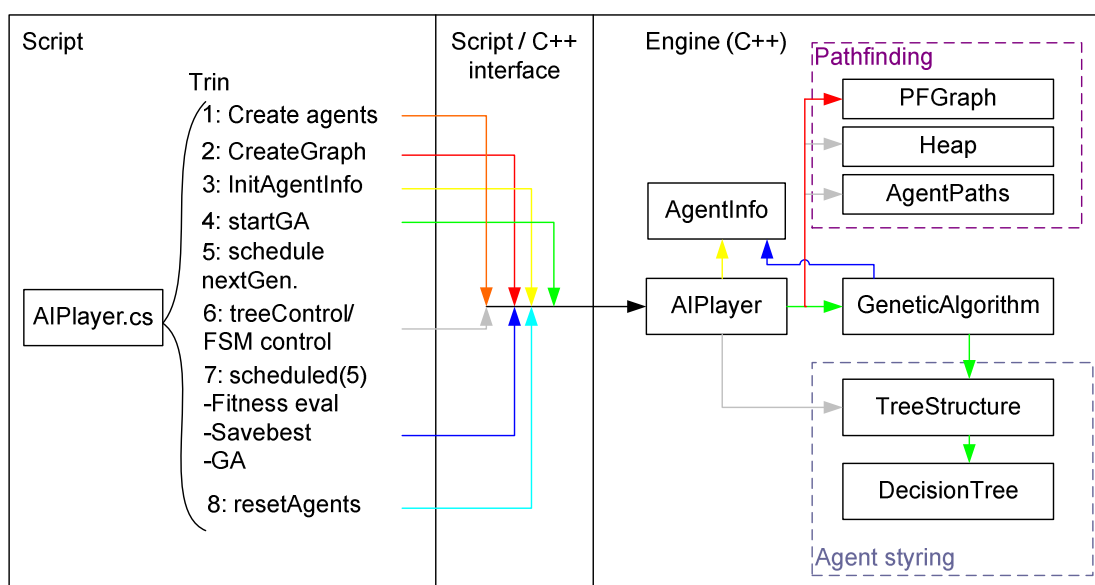 Script
Script / C++
interface
Engine (C++)
Trin
1: Create agents
2: CreateGraph
3: InitAgentInfo
4: startGA
5: schedule
nextGen.
6: treeControl/
FSM control
7: scheduled(5)
-Fitness eval
-Savebest
-GA
8: resetAgents
AIPlayer.cs
Pathfinding
PFGraph
Heap
AgentPaths
AgentInfo
AIPlayer
GeneticAlgorithm
TreeStructure
DecisionTree
Agent styring